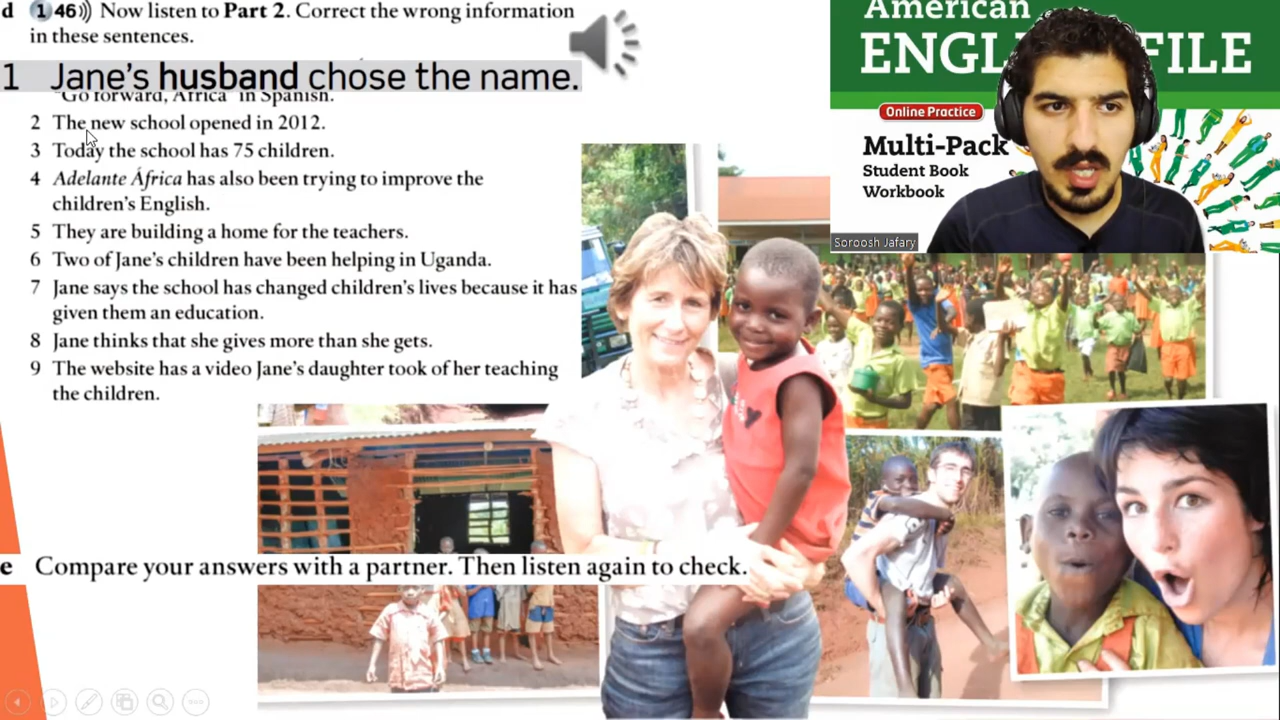 d 1 46)) Now listen to Part 2. Correct the wrong information
in these sentences.
1 Jane's husband chose the name.
"Go forward, Africa" in Spanish.
2 The new school opened in 2012.
3 Today the school has 75 children.
4 Adelante África has also been trying to improve the
children's English.
5 They are building a home for the teachers.
6 Two of Jane's children have been helping in Uganda.
7 Jane says the school has changed children's lives because it has
given them an education.
8 Jane thinks that she gives more than she gets.
9 The website has a video Jane's daughter took of her teaching
the children.
e Compare your answers with a partner. Then listen again to check.
American
ENGL FILE
Online Practice
Multi-Pack
Student Book
Workbook
Soroosh Jafary